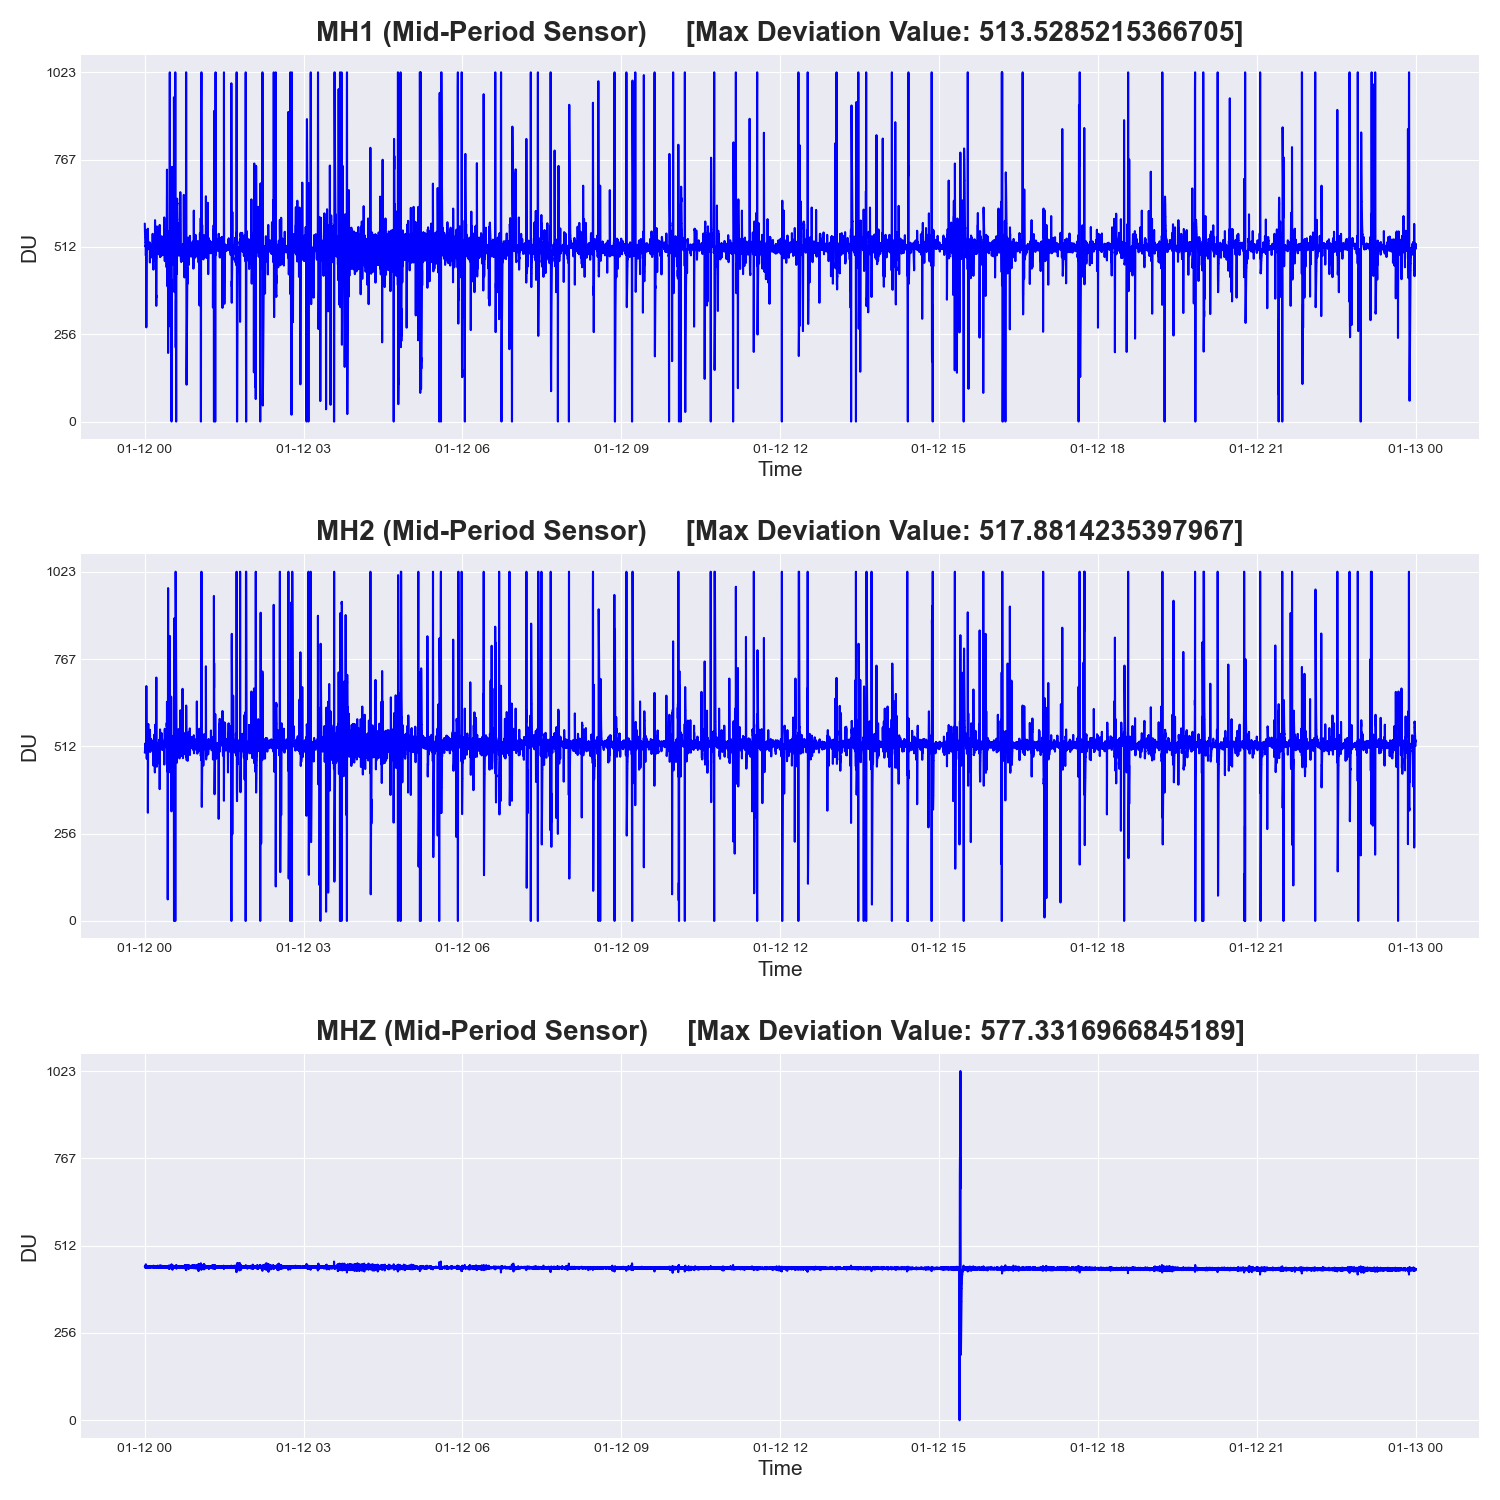 MH1 (Mid-Period Sensor) [Max Deviation Value: 513.5285215366705]
1023
767
512
256
0
DU
01-12 00 01-12 03 01-12 06 01-12 09 01-12 12 01-12 15 01-12 18 01-12 21 01-13 00
Time
MH2 (Mid-Period Sensor) [Max Deviation Value: 517.8814235397967]
1023
767
512
256
0
DU
01-12 00 01-12 03 01-12 06 01-12 09 01-12 12 01-12 15 01-12 18 01-12 21 01-13 00
Time
MHZ (Mid-Period Sensor) [Max Deviation Value: 577.3316966845189]
1023
767
512
256
0
DU
01-12 00 01-12 03 01-12 06 01-12 09 01-12 12 01-12 15 01-12 18 01-12 21 01-13 00
Time